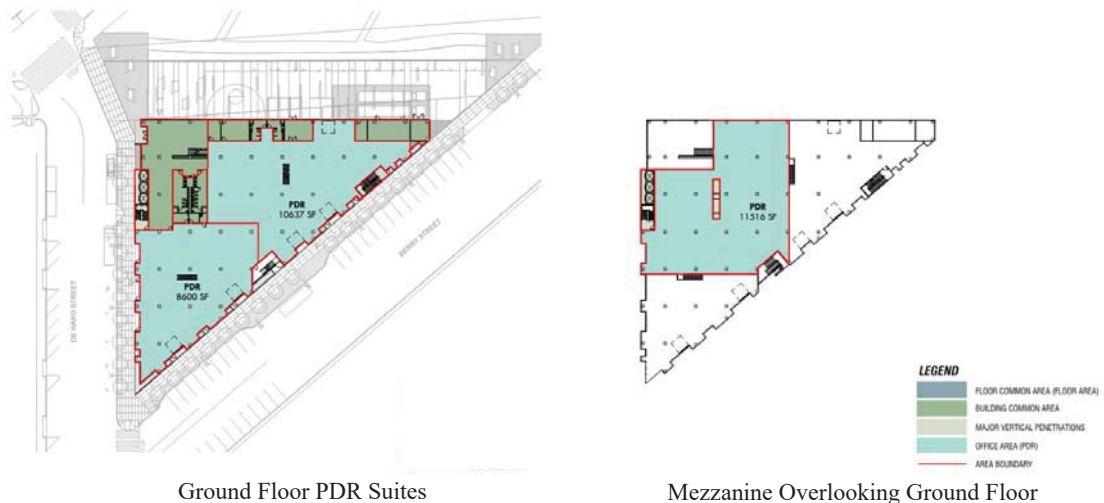 PDR
10637 SF
PDR
8600 SF
DE HARO STREET
BERRY STREET
Ground Floor PDR Suites
PDR
11516 SF
LEGEND
FLOOR COMMON AREA (FLOOR AREA)
BUILDING COMMON AREA
MAJOR VERTICAL PENETRATIONS
OFFICE AREA (PDR)
AREA BOUNDARY
Mezzanine Overlooking Ground Floor